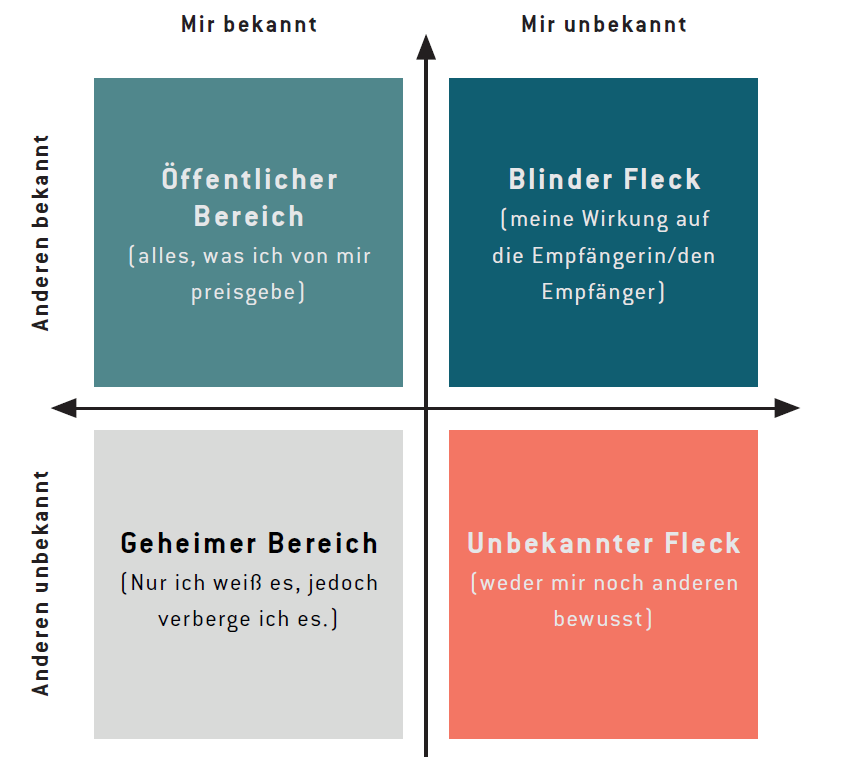 Mir bekannt
Mir unbekannt
Anderen bekannt
Öffentlicher
Bereich
(alles, was ich von mir
preisgebe)
Blinder Fleck
(meine Wirkung auf
die Empfängerin/den
Empfänger)
Anderen unbekannt
Geheimer Bereich
(Nur ich weiß es, jedoch
verberge ich es.)
Unbekannter Fleck
(weder mir noch anderen
bewusst)